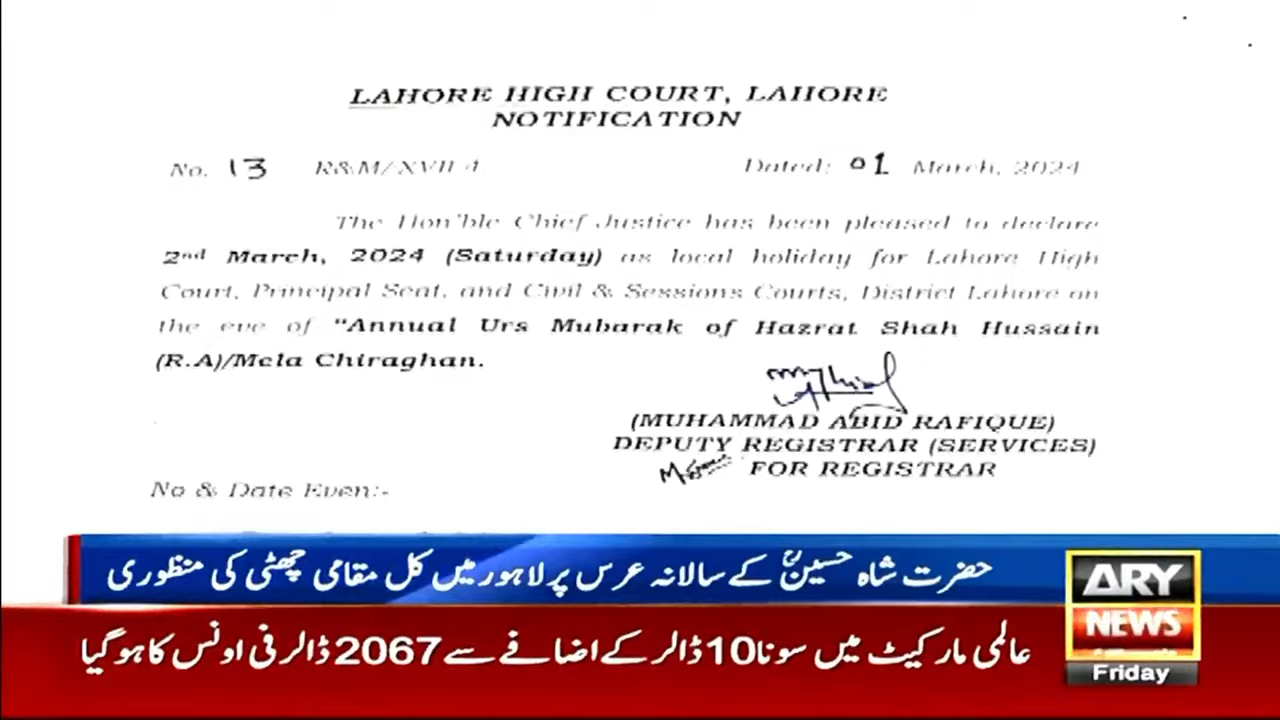 LAHORE HIGH COURT, LAHORE
NOTIFICATION
No. 13 R&M/XVII-4 Dated: 01 March, 2024
The Hon'ble Chief Justice has been pleased to declare
2nd March, 2024 (Saturday) as local holiday for Lahore High
Court, Principal Seat, and Civil & Sessions Courts, District Lahore on
the eve of "Annual Urs Mubarak of Hazrat Shah Hussain
(R.A)/Mela Chiraghan.
(MUHAMMAD ABID RAFIQUE)
DEPUTY REGISTRAR (SERVICES)
FOR REGISTRAR
No & Date Even:-
حضرت شاہ حسینؒ کے سالانہ عرس پر لاہور میں کل مقامی چھٹی کی منظوری
عالمی مارکیٹ میں سونا 10 ڈالر کے اضافے سے 2067 ڈالر فی اونس کا ہوگیا
ARY
NEWS
Friday